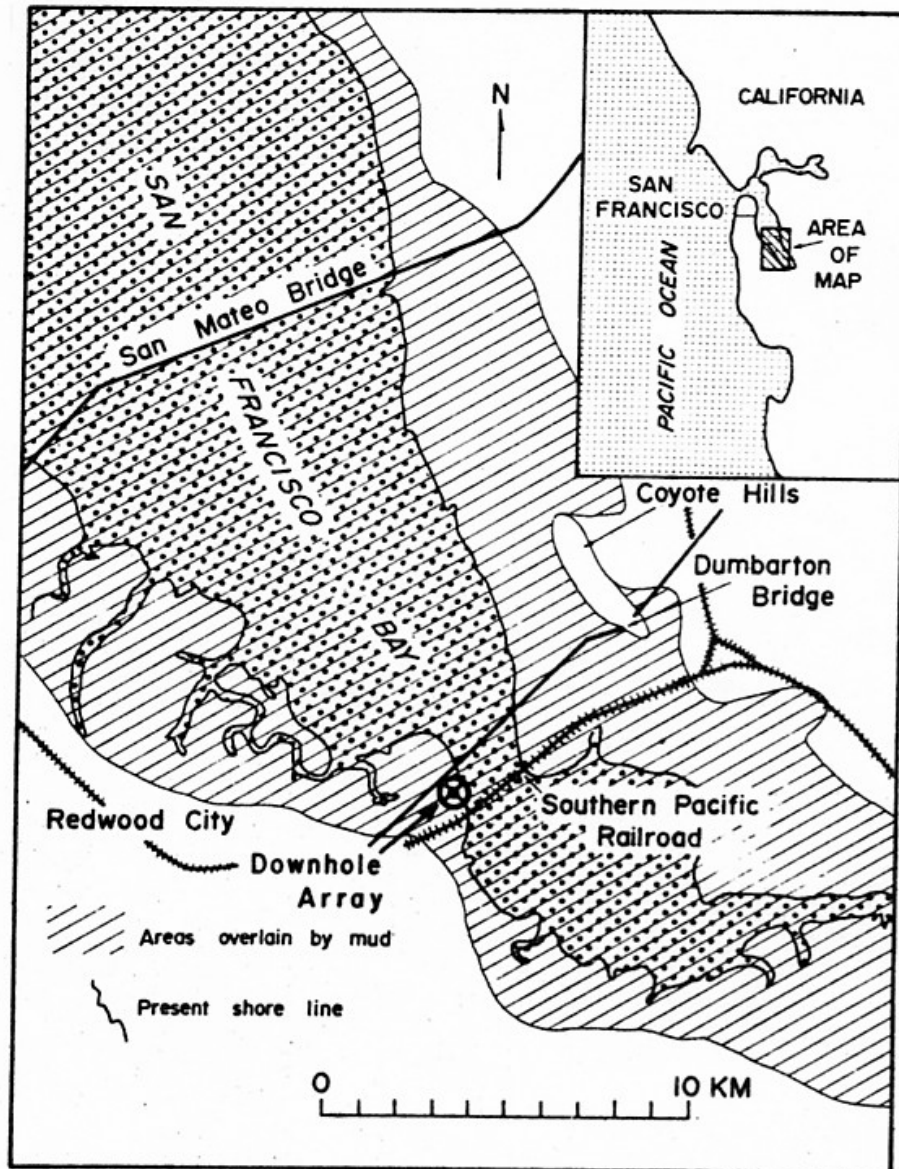 N
CALIFORNIA
SAN
FRANCISCO
AREA
OF
MAP
PACIFIC OCEAN
SAN
San Mateo Bridge
FRANCISCO
BAY
Coyote Hills
Dumbarton
Bridge
Southern Pacific
Railroad
Redwood City
Downhole
Array
Areas overlain by mud
Present shore line
0 10 KM